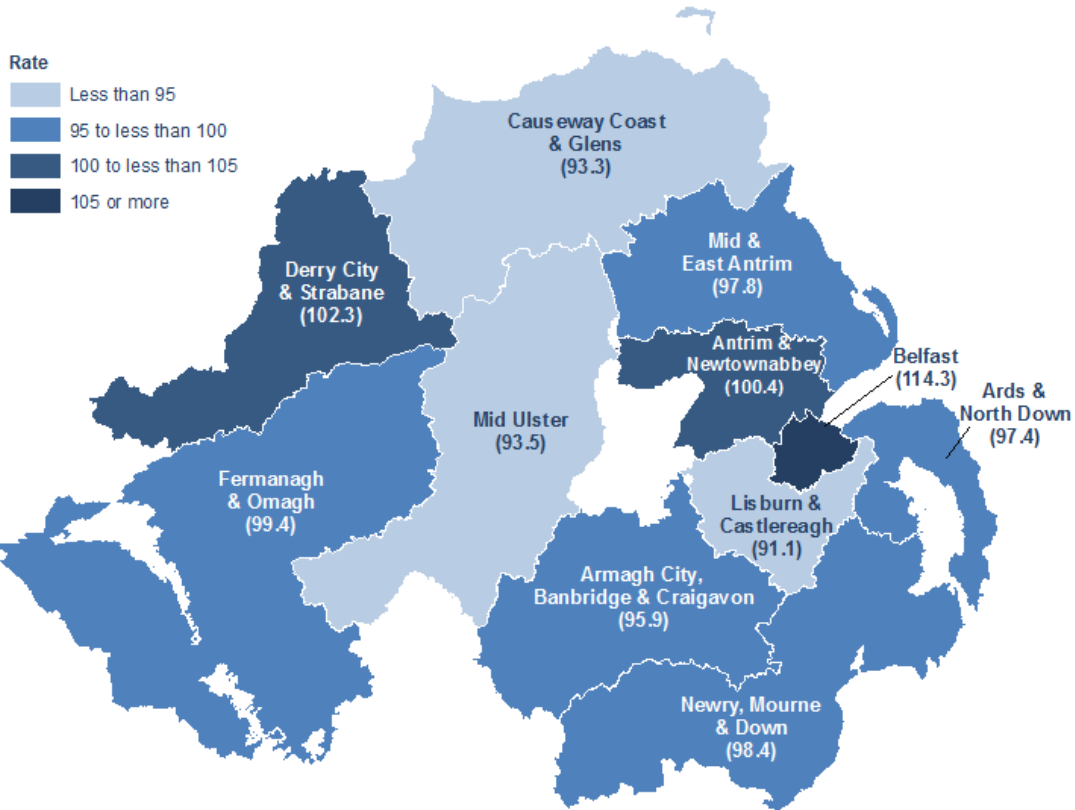 Rate
Less than 95
95 to less than 100
100 to less than 105
105 or more
Causeway Coast
& Glens
(93.3)
Mid &
East Antrim
(97.8)
Derry City
& Strabane
(102.3)
Antrim &
Newtownabbey
(100.4)
Belfast
(114.3)
Ards &
North Down
(97.4)
Mid Ulster
(93.5)
Fermanagh
& Omagh
(99.4)
Lisburn &
Castlereagh
(91.1)
Armagh City,
Banbridge & Craigavon
(95.9)
Newry, Mourne
& Down
(98.4)